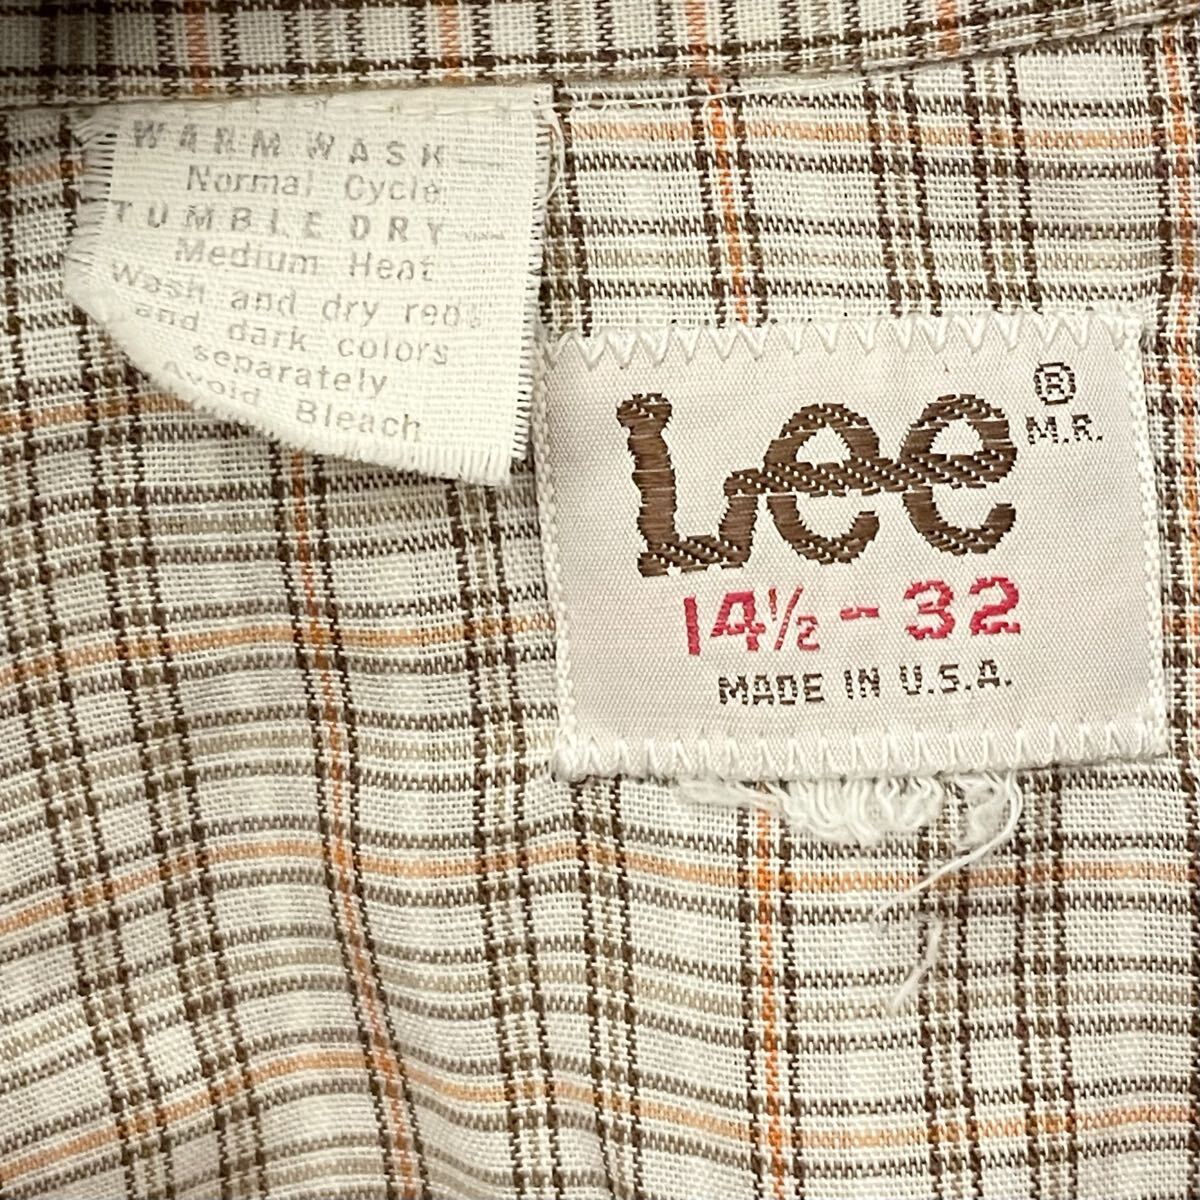 WARM WASH
Normal Cycle
TUMBLE DRY
Medium Heat
Wash and dry reds
and dark colors
separately
Avoid Bleach
Lee ®
M.R.
14½-32
MADE IN U.S.A.